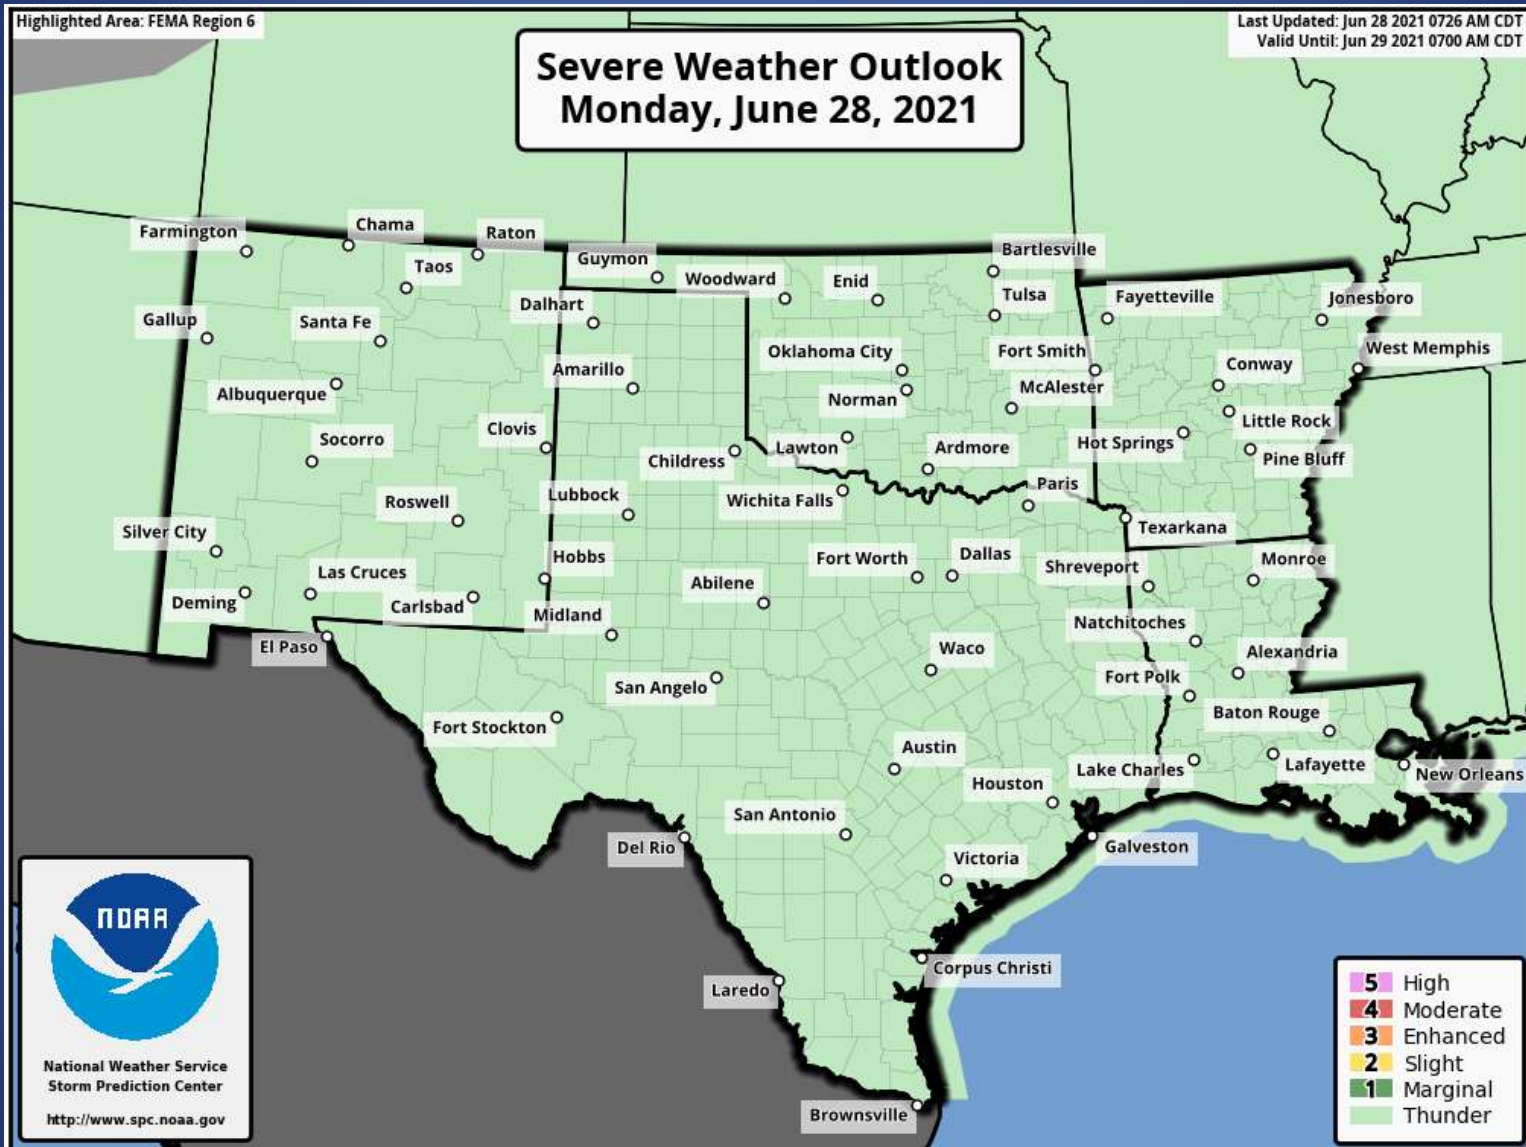 Highlighted Area: FEMA Region 6
Last Updated: Jun 28 2021 0726 AM CDT
Valid Until: Jun 29 2021 0700 AM CDT
Severe Weather Outlook
Monday, June 28, 2021
Farmington
Chama
Raton
Taos
Guymon
Woodward
Enid
Bartlesville
Tulsa
Fayetteville
Jonesboro
Gallup
Santa Fe
Dalhart
Oklahoma City
Fort Smith
West Memphis
Amarillo
Conway
Albuquerque
Norman
McAlester
Little Rock
Socorro
Clovis
Childress
Lawton
Ardmore
Hot Springs
Pine Bluff
Roswell
Lubbock
Wichita Falls
Paris
Texarkana
Silver City
Hobbs
Fort Worth
Dallas
Shreveport
Monroe
Las Cruces
Abilene
Deming
Carlsbad
Midland
Natchitoches
El Paso
Waco
Alexandria
San Angelo
Fort Polk
Fort Stockton
Baton Rouge
Austin
Lake Charles
Lafayette
New Orleans
Houston
San Antonio
Del Rio
Galveston
Victoria
Corpus Christi
Laredo
Brownsville
NOAA
National Weather Service
Storm Prediction Center
http://www.spc.noaa.gov
5 High
4 Moderate
3 Enhanced
2 Slight
1 Marginal
Thunder